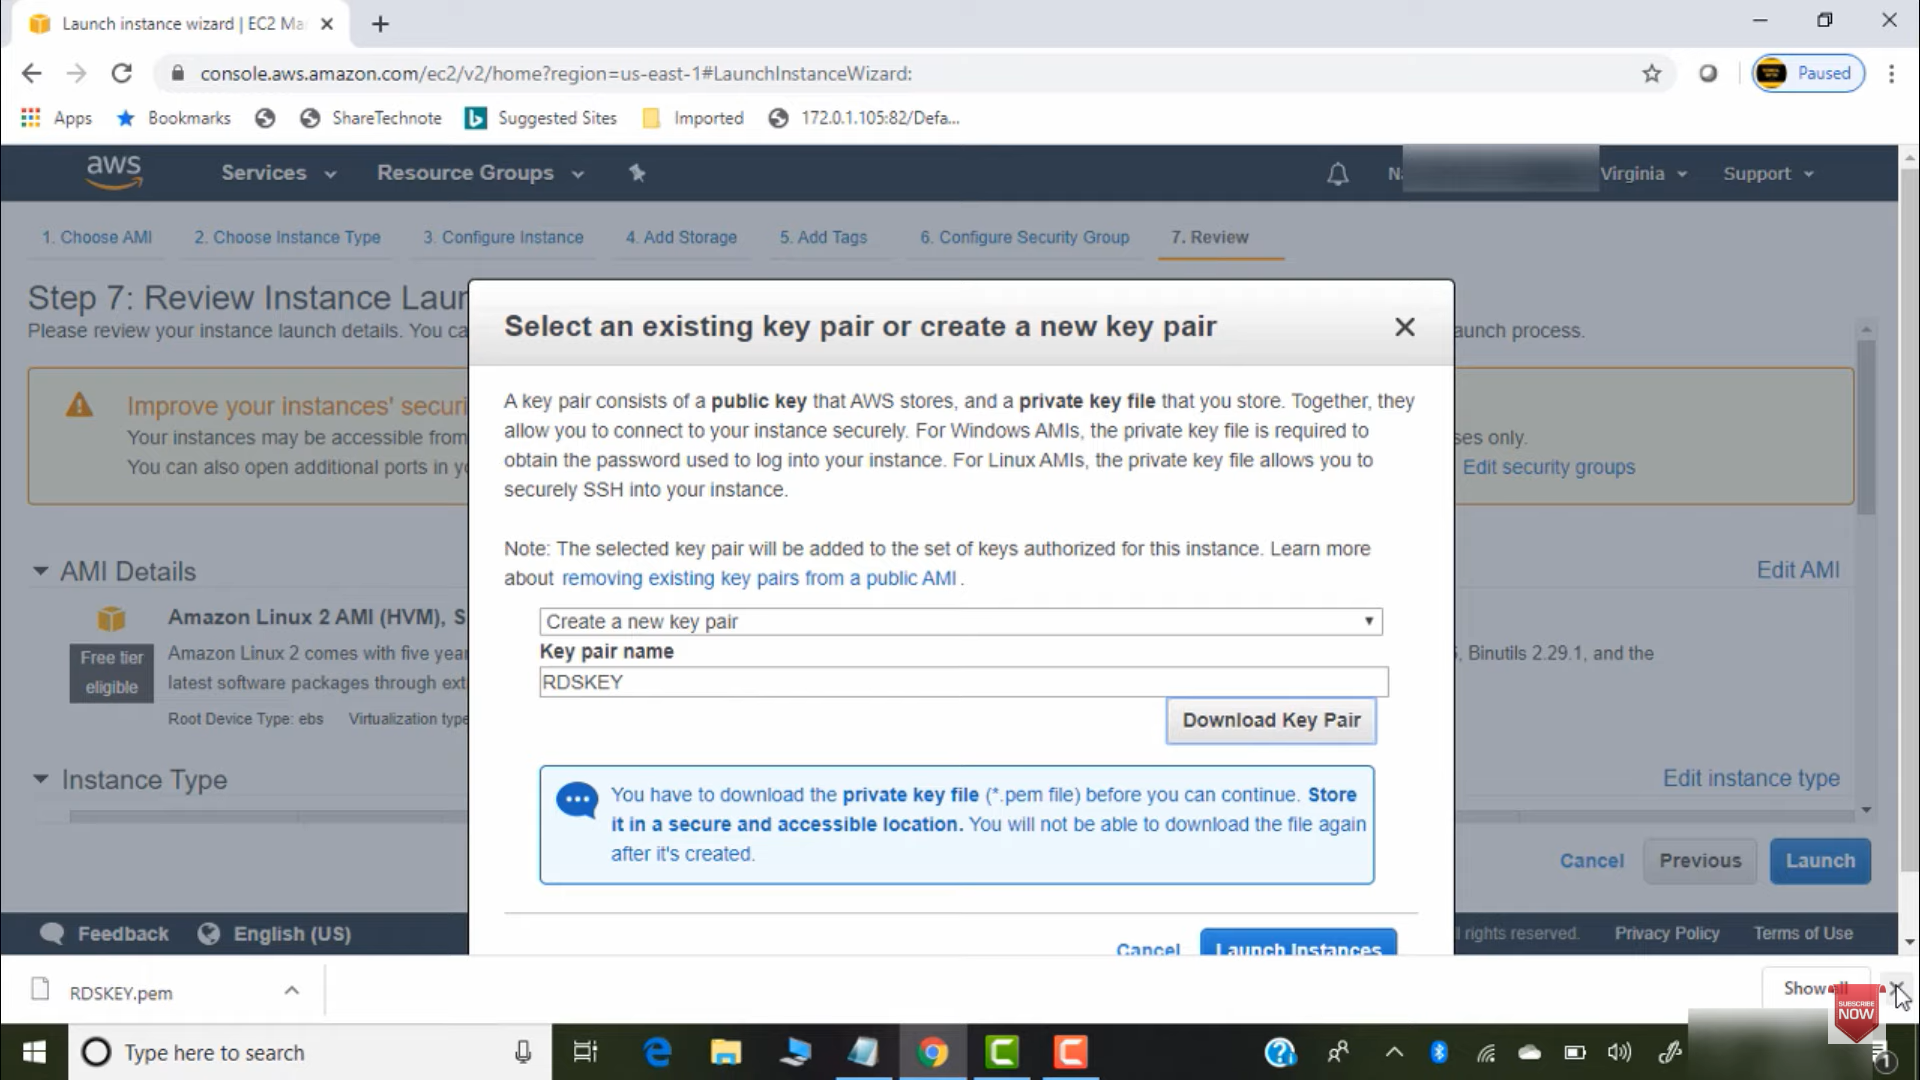 Launch instance wizard | EC2 Ma
console.aws.amazon.com/ec2/v2/home?region=us-east-1#LaunchInstanceWizard:
Paused
Apps
Bookmarks
ShareTechnote
Suggested Sites
Imported
172.0.1.105:82/Defa...
aws
Services
Resource Groups
Virginia
Support
1. Choose AMI
2. Choose Instance Type
3. Configure Instance
4. Add Storage
5. Add Tags
6. Configure Security Group
7. Review
Step 7: Review Instance Laun
Please review your instance launch details. You ca
aunch process.
Improve your instances' securi
Your instances may be accessible from
You can also open additional ports in yo
ses only.
Edit security groups
AMI Details
Edit AMI
Amazon Linux 2 AMI (HVM), S
Free tier
eligible
Amazon Linux 2 comes with five year
latest software packages through ext
, Binutils 2.29.1, and the
Root Device Type: ebs
Virtualization type
Instance Type
Edit instance type
Cancel
Previous
Launch
Select an existing key pair or create a new key pair
A key pair consists of a public key that AWS stores, and a private key file that you store. Together, they
allow you to connect to your instance securely. For Windows AMIs, the private key file is required to
obtain the password used to log into your instance. For Linux AMIs, the private key file allows you to
securely SSH into your instance.
Note: The selected key pair will be added to the set of keys authorized for this instance. Learn more
about removing existing key pairs from a public AMI .
Create a new key pair
Key pair name
RDSKEY
Download Key Pair
You have to download the private key file (*.pem file) before you can continue. Store
it in a secure and accessible location. You will not be able to download the file again
after it's created.
Cancel
Launch Instances
Feedback
English (US)
l rights reserved.
Privacy Policy
Terms of Use
RDSKEY.pem
Show all
SUBSCRIBE
NOW
Type here to search
1